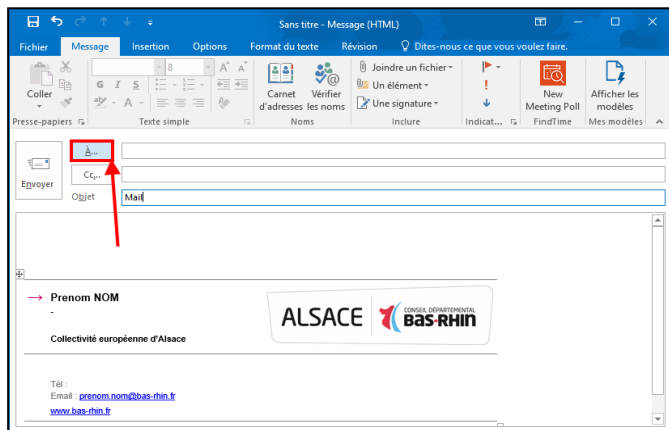 Sans titre - Message (HTML)
Fichier Message Insertion Options Format du texte Révision Dites-nous ce que vous voulez faire.
Coller
Presse-papiers
8
A A
G I S
A
Texte simple
Carnet d'adresses
Vérifier les noms
Noms
Joindre un fichier
Un élément
Une signature
Inclure
Indicat...
New Meeting Poll
FindTime
Afficher les modèles
Mes modèles
Envoyer
À...
Cc...
Objet Mail
Prenom NOM
-
Collectivité européenne d'Alsace
ALSACE CONSEIL DÉPARTEMENTAL
BAS-RHIN
Tél :
Email : prenom.nom@bas-rhin.fr
www.bas-rhin.fr